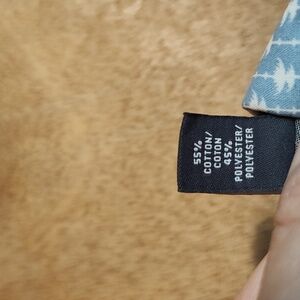 55%
COTTON/
COTON
45%
POLYESTER/
POLYESTER